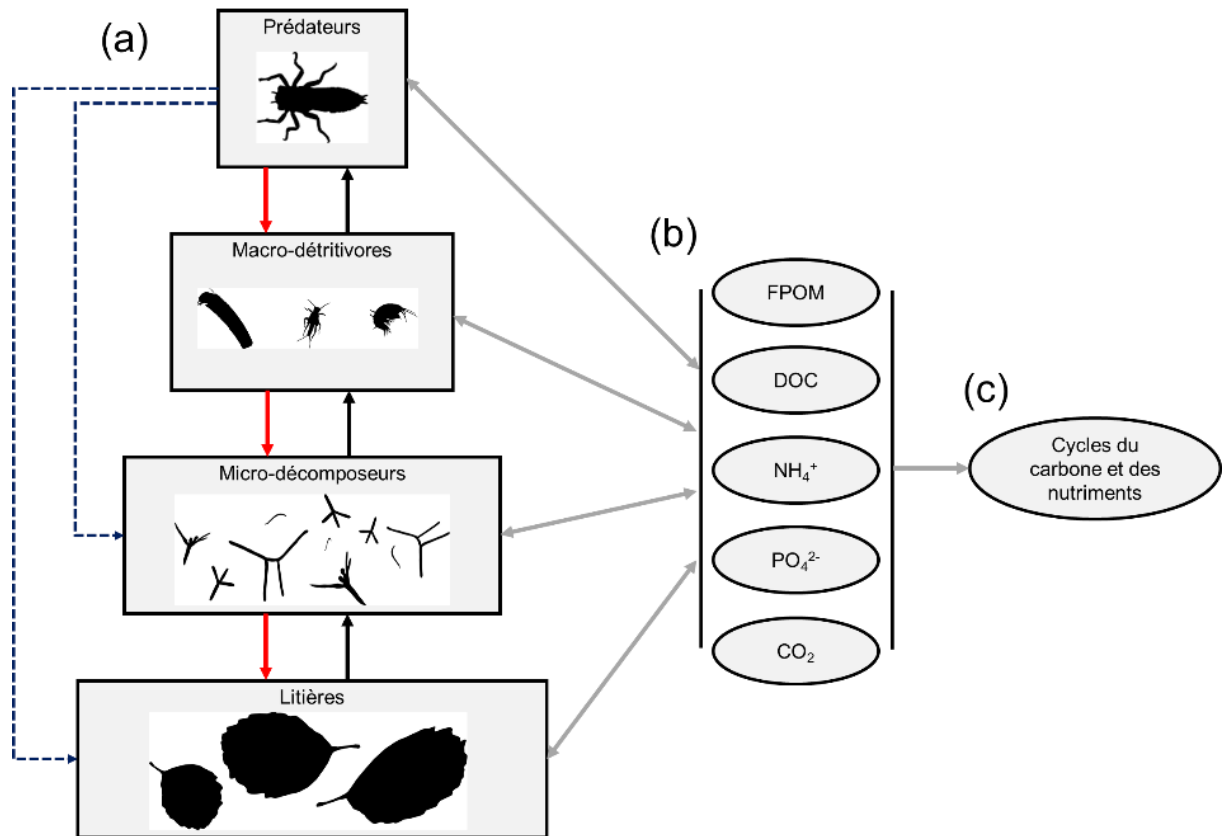 (a)
Prédateurs
Macro-détritivores
Micro-décomposeurs
Litières
(b)
FPOM
DOC
NH₄⁺
PO₄²⁻
CO₂
(c)
Cycles du
carbone et des
nutriments